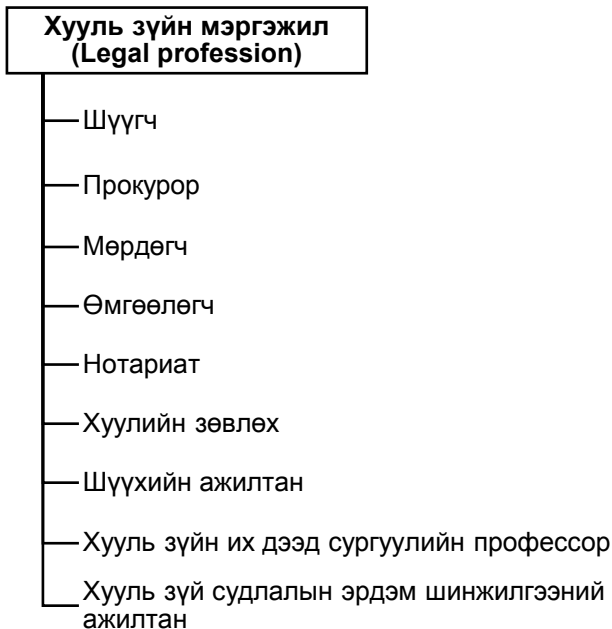 Хууль зүйн мэргэжил
(Legal profession)
Шүүгч
Прокурор
Мөрдөгч
Өмгөөлөгч
Нотариат
Хуулийн зөвлөх
Шүүхийн ажилтан
Хууль зүйн их дээд сургуулийн профессор
Хууль зүй судлалын эрдэм шинжилгээний
ажилтан